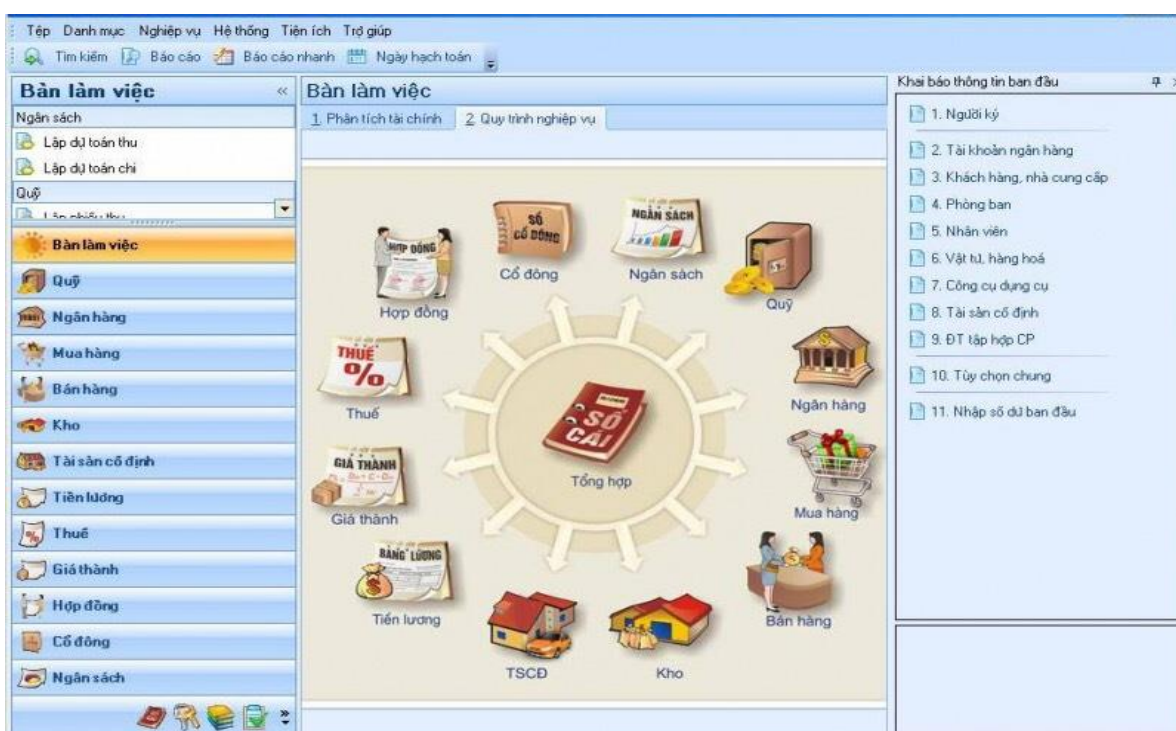 Tệp Danh mục Nghiệp vụ Hệ thống Tiện ích Trợ giúp
Tìm kiếm Báo cáo Báo cáo nhanh Ngày hạch toán
Bàn làm việc «
Ngân sách
Lập dự toán thu
Lập dự toán chi
Quỹ
Lập phiếu thu
Bàn làm việc
Quỹ
Ngân hàng
Mua hàng
Bán hàng
Kho
Tài sản cố định
Tiền lương
Thuế
Giá thành
Hợp đồng
Cổ đông
Ngân sách
Bàn làm việc
1. Phân tích tài chính 2. Quy trình nghiệp vụ
HỢP ĐỒNG
Hợp đồng
SỔ
CỔ ĐÔNG
Cổ đông
NGÂN SÁCH
Ngân sách
Quỹ
THUẾ
%
Thuế
Ngân hàng
SỔ
CÁI
Tổng hợp
GIÁ THÀNH
Giá thành
Mua hàng
BẢNG LƯƠNG
Tiền lương
Bán hàng
TSCĐ
Kho
Khai báo thông tin ban đầu
1. Người ký
2. Tài khoản ngân hàng
3. Khách hàng, nhà cung cấp
4. Phòng ban
5. Nhân viên
6. Vật tư, hàng hoá
7. Công cụ dụng cụ
8. Tài sản cố định
9. ĐT tập hợp CP
10. Tùy chọn chung
11. Nhập số dư ban đầu